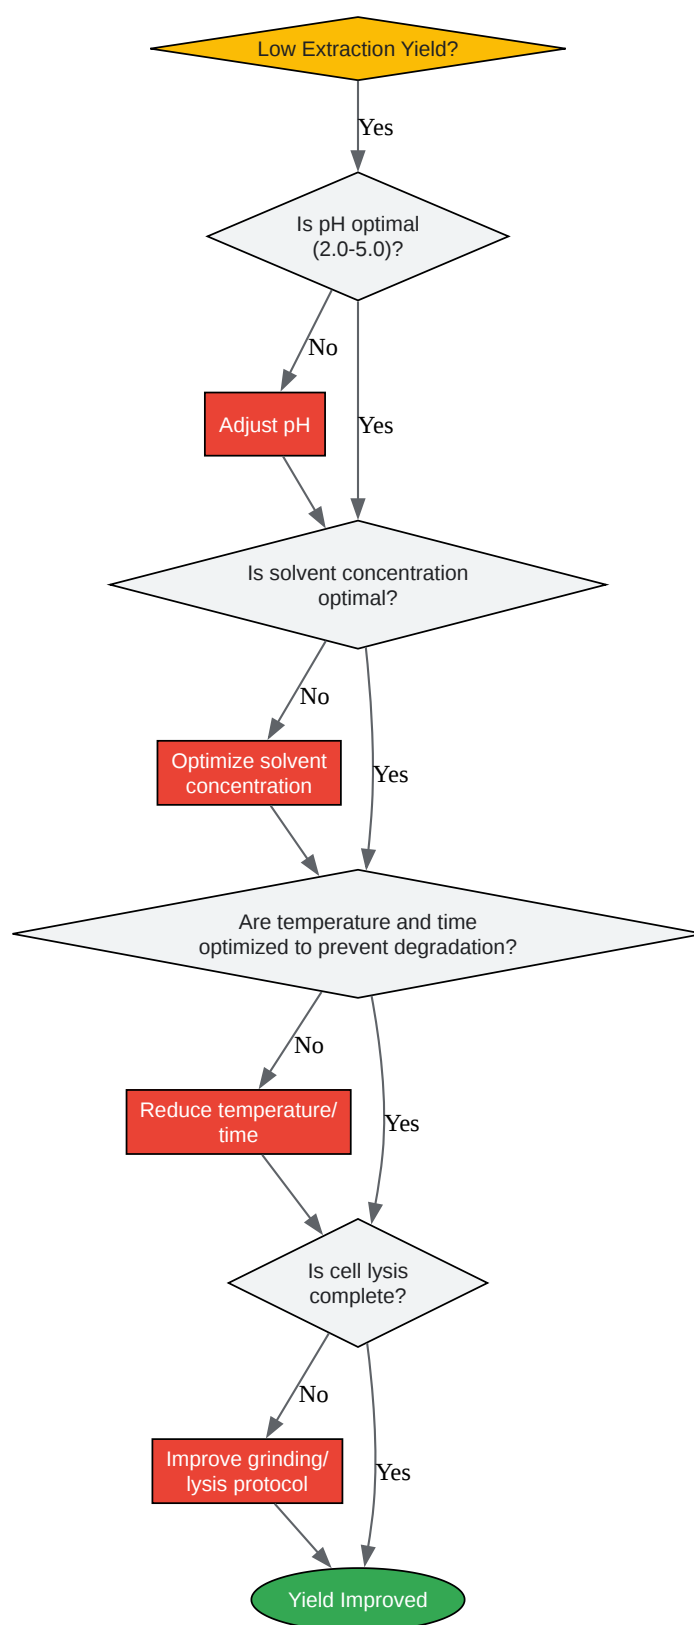 Low Extraction Yield?
Yes
Is pH optimal
(2.0-5.0)?
No
Adjust pH
Yes
Is solvent concentration
optimal?
No
Optimize solvent
concentration
Yes
Are temperature and time
optimized to prevent degradation?
No
Reduce temperature/
time
Yes
Is cell lysis
complete?
No
Improve grinding/
lysis protocol
Yes
Yield Improved